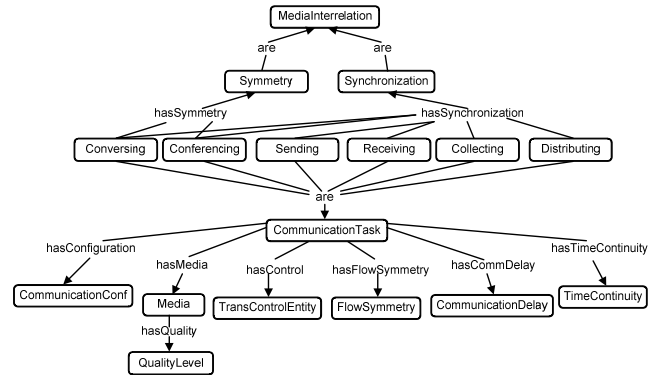 MediaInterrelation
are are
Symmetry Synchronization
hasSymmetry hasSynchronization
Conversing Conferencing Sending Receiving Collecting Distributing
are
CommunicationTask
hasConfiguration hasTimeContinuity
hasMedia hasControl hasFlowSymmetry hasCommDelay
CommunicationConf Media TransControlEntity FlowSymmetry CommunicationDelay TimeContinuity
hasQuality
QualityLevel